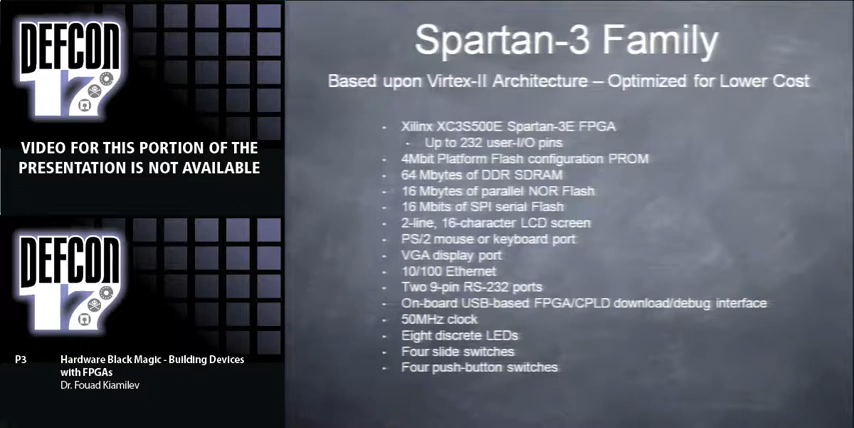 DEFCON
17
VIDEO FOR THIS PORTION OF THE
PRESENTATION IS NOT AVAILABLE
DEFCON
17
P3 Hardware Black Magic - Building Devices
with FPGAs
Dr. Fouad Kiamilev
Spartan-3 Family
Based upon Virtex-II Architecture – Optimized for Lower Cost
- Xilinx XC3S500E Spartan-3E FPGA
- Up to 232 user-I/O pins
- 4Mbit Platform Flash configuration PROM
- 64 Mbytes of DDR SDRAM
- 16 Mbytes of parallel NOR Flash
- 16 Mbits of SPI serial Flash
- 2-line, 16-character LCD screen
- PS/2 mouse or keyboard port
- VGA display port
- 10/100 Ethernet
- Two 9-pin RS-232 ports
- On-board USB-based FPGA/CPLD download/debug interface
- 50MHz clock
- Eight discrete LEDs
- Four slide switches
- Four push-button switches